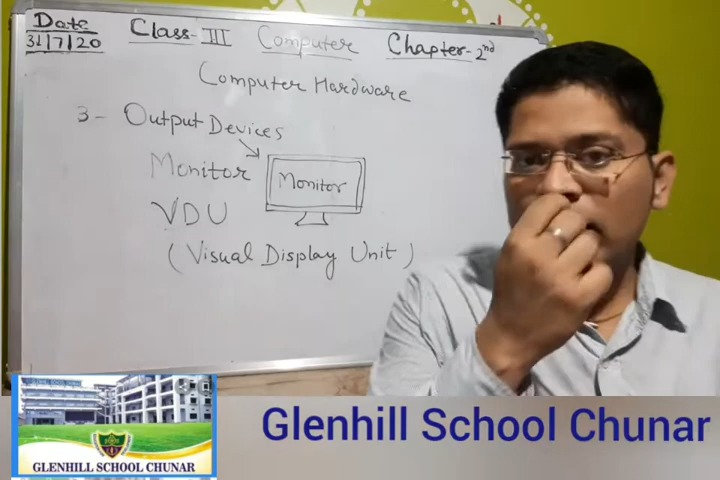 Date Class-III Computer Chapter-2nd
31/7/20
Computer Hardware
3- Output Devices
Monitor
Monitor
VDU
(Visual Display Unit)
Glenhill School Chunar
GLENHILL SCHOOL CHUNAR